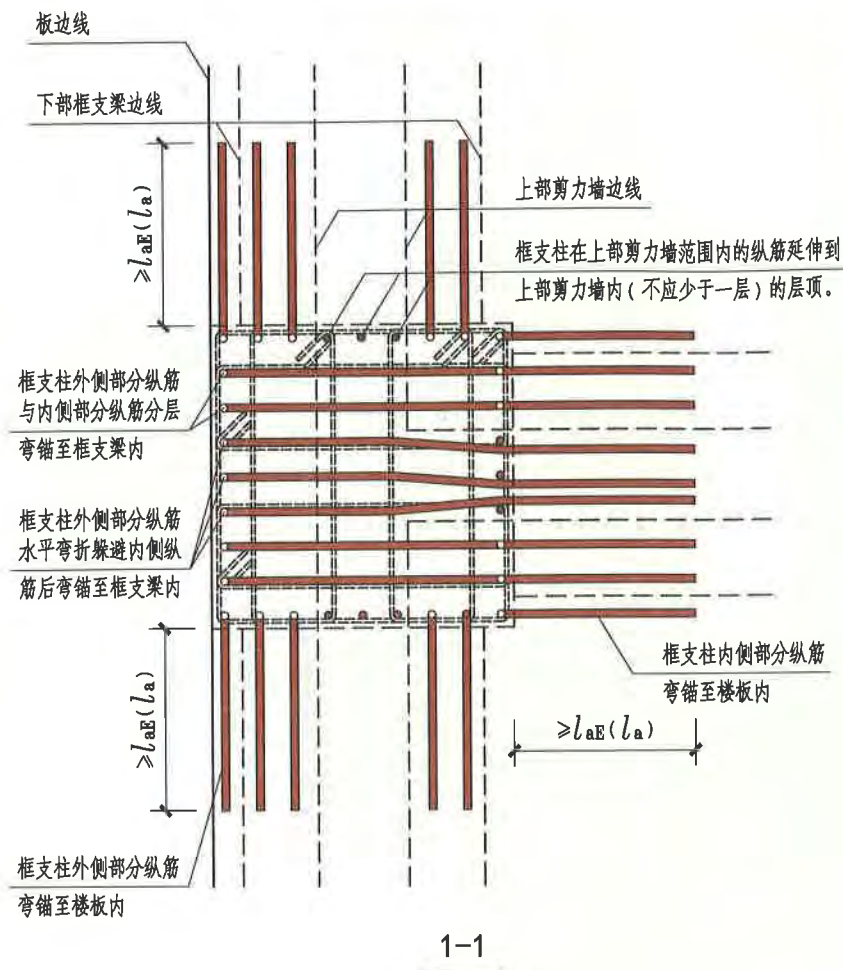 板边线
下部框支梁边线
≥laE(la)
上部剪力墙边线
框支柱在上部剪力墙范围内的纵筋延伸到
上部剪力墙内(不应少于一层)的层顶。
框支柱外侧部分纵筋
与内侧部分纵筋分层
弯锚至框支梁内
框支柱外侧部分纵筋
水平弯折躲避内侧纵
筋后弯锚至框支梁内
框支柱内侧部分纵筋
弯锚至楼板内
≥laE(la)
≥laE(la)
框支柱外侧部分纵筋
弯锚至楼板内
1-1